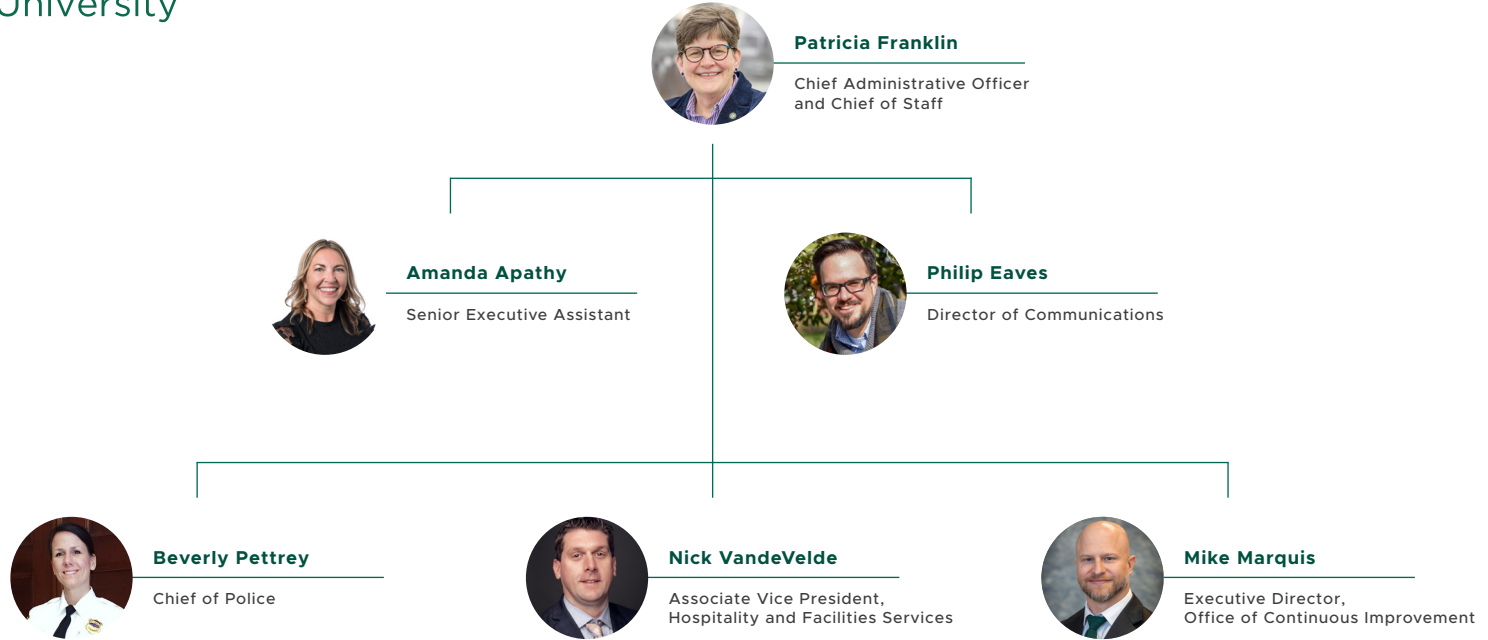 University
Patricia Franklin
Chief Administrative Officer
and Chief of Staff
Amanda Apathy
Senior Executive Assistant
Philip Eaves
Director of Communications
Beverly Pettrey
Chief of Police
Nick VandeVelde
Associate Vice President,
Hospitality and Facilities Services
Mike Marquis
Executive Director,
Office of Continuous Improvement